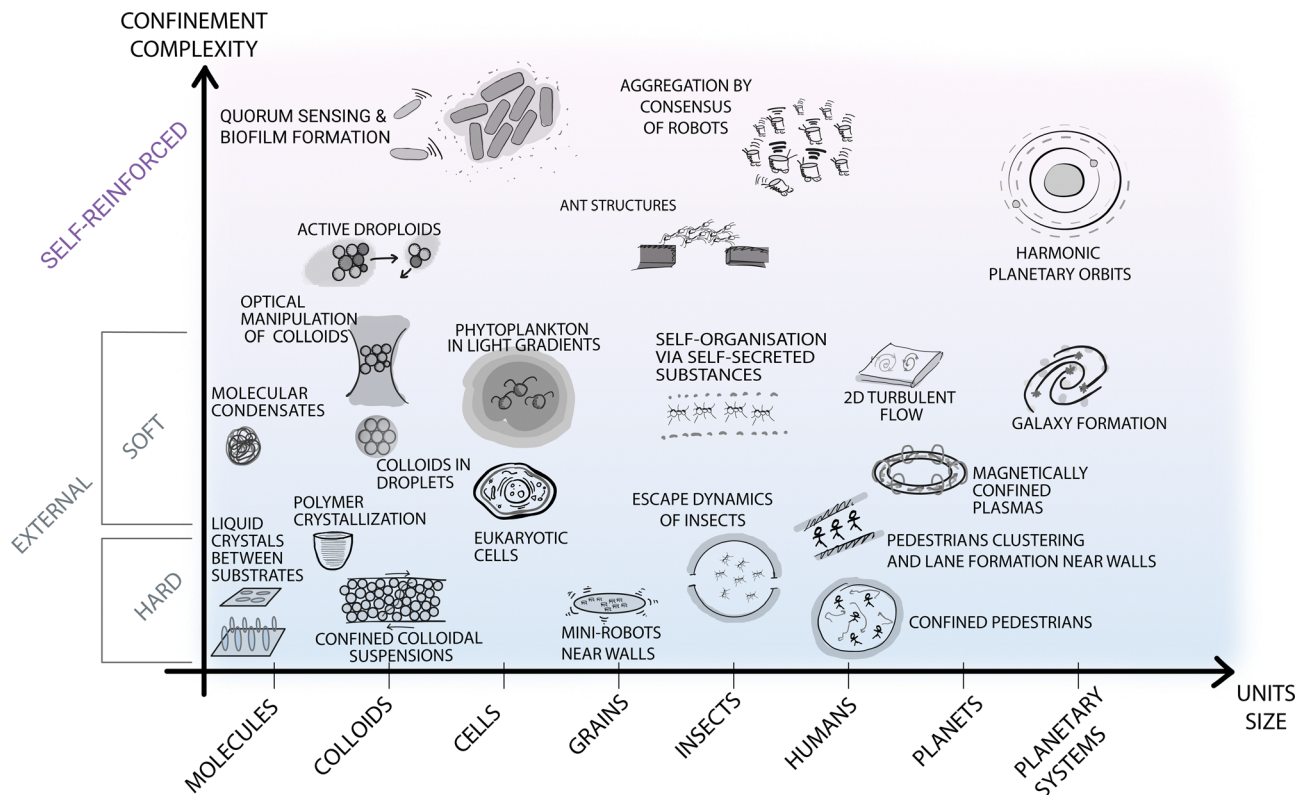 CONFINEMENT
COMPLEXITY
QUORUM SENSING &
BIOFILM FORMATION
AGGREGATION BY
CONSENSUS
OF ROBOTS
SELF-REINFORCED
ANT STRUCTURES
ACTIVE DROPLOIDS
HARMONIC
PLANETARY ORBITS
OPTICAL
MANIPULATION
OF COLLOIDS
PHYTOPLANKTON
IN LIGHT GRADIENTS
SELF-ORGANISATION
VIA SELF-SECRETED
SUBSTANCES
2D TURBULENT
FLOW
GALAXY FORMATION
MOLECULAR
CONDENSATES
SOFT
COLLOIDS IN
DROPLETS
MAGNETICALLY
CONFINED
PLASMAS
EXTERNAL
POLYMER
CRYSTALLIZATION
ESCAPE DYNAMICS
OF INSECTS
LIQUID
CRYSTALS
BETWEEN
SUBSTRATES
EUKARYOTIC
CELLS
PEDESTRIANS CLUSTERING
AND LANE FORMATION NEAR WALLS
HARD
CONFINED COLLOIDAL
SUSPENSIONS
MINI-ROBOTS
NEAR WALLS
CONFINED PEDESTRIANS
UNITS
SIZE
MOLECULES
COLLOIDS
CELLS
GRAINS
INSECTS
HUMANS
PLANETS
PLANETARY
SYSTEMS